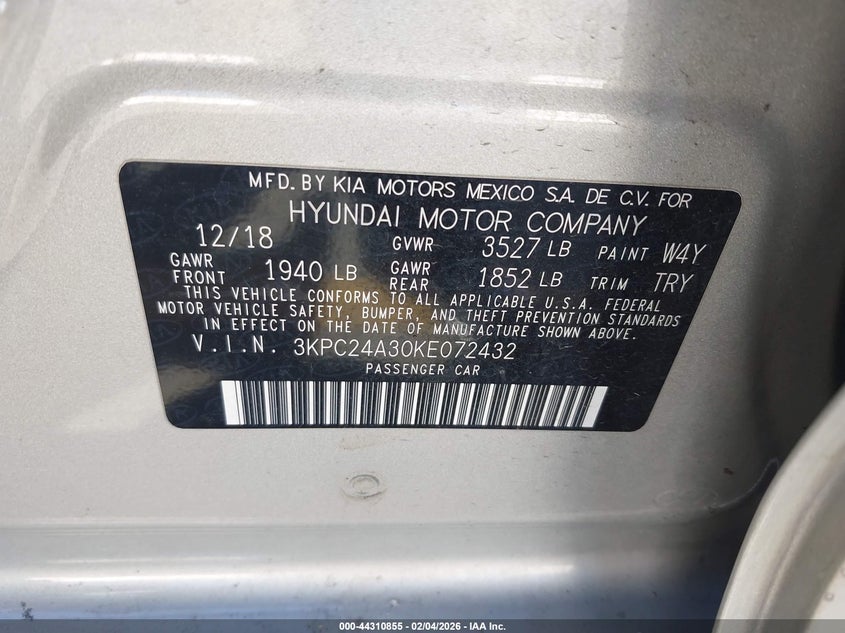 MFD. BY KIA MOTORS MEXICO S.A. DE C.V. FOR
HYUNDAI MOTOR COMPANY
12/18 GVWR 3527 LB PAINT W4Y
GAWR FRONT 1940 LB GAWR REAR 1852 LB TRIM TRY
THIS VEHICLE CONFORMS TO ALL APPLICABLE U.S.A. FEDERAL
MOTOR VEHICLE SAFETY, BUMPER, AND THEFT PREVENTION STANDARDS
IN EFFECT ON THE DATE OF MANUFACTURE SHOWN ABOVE.
V.I.N. 3KPC24A30KE072432
PASSENGER CAR
000-44310855 - 02/04/2026 - IAA Inc.